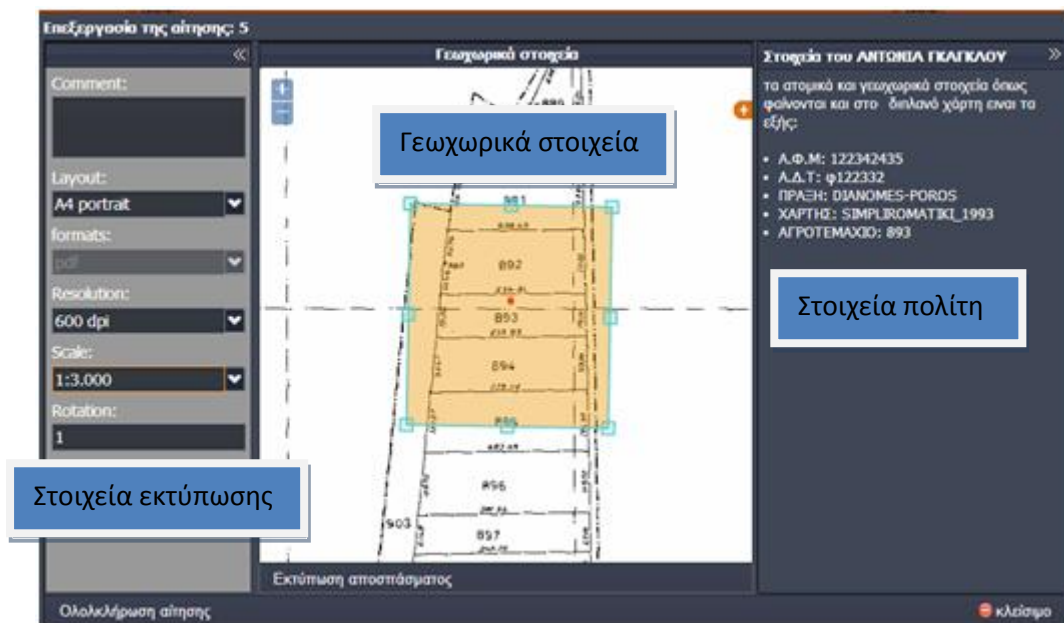 Επεξεργασία της αίτησης: 5
Comment:
Layout:
A4 portrait
formats:
pdf
Resolution:
600 dpi
Scale:
1:3.000
Rotation:
1
Στοιχεία εκτύπωσης
Γεωχωρικά στοιχεία
Γεωχωρικά στοιχεία
891
892
893
894
895
896
897
903
Εκτύπωση αποσπάσματος
Στοιχεία του ΑΝΤΩΝΙΑ ΓΚΑΓΚΛΟΥ
τα ατομικά και γεωχωρικά στοιχεία όπως
φαίνονται και στο διπλανό χάρτη ειναι τα
εξής:
• Α.Φ.Μ: 122342435
• Α.Δ.Τ: φ122332
• ΠΡΑΞΗ: DIANOMES-POROS
• ΧΑΡΤΗΣ: SIMPLIROMATIKI_1993
• ΑΓΡΟΤΕΜΑΧΙΟ: 893
Στοιχεία πολίτη
Ολολκλήρωση αίτησης
κλείσιμο